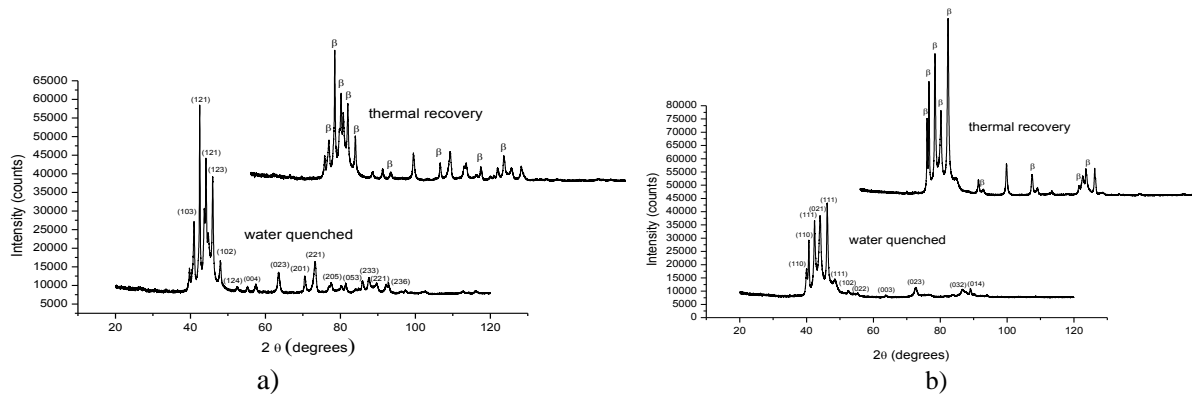 β
β
β
β
β
β
β
β
β
β
thermal recovery
65000
60000
55000
50000
45000
40000
35000
30000
25000
20000
15000
10000
5000
0
Intensity (counts)
(121)
(121)
(123)
(103)
(102)
(124)
(004)
(023)
(201)
(221)
(205)
(053)
(233)
(221)
(236)
water quenched
20 40 60 80 100 120
2 θ (degrees)
a)
β
β
β
β
β
β
β
β
β
thermal recovery
80000
75000
70000
65000
60000
55000
50000
45000
40000
35000
30000
25000
20000
15000
10000
5000
0
Intensity (counts)
(111)
(021)
(111)
(110)
(110)
(111)
(102)
(022)
(003)
(023)
(032)
(014)
water quenched
20 40 60 80 100 120
2θ (degrees)
b)